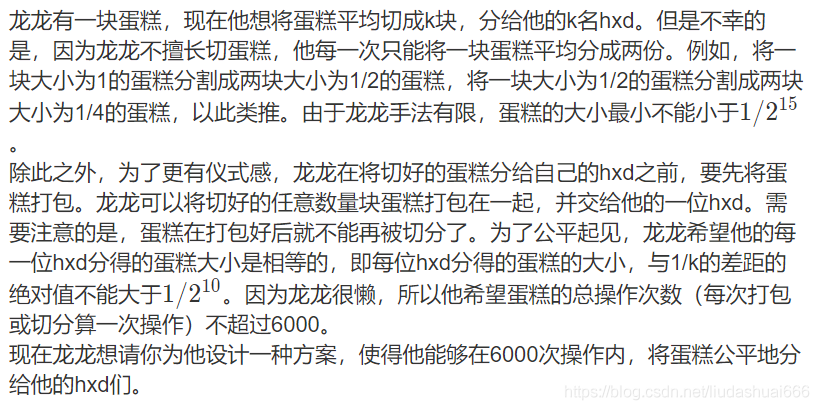 龙龙有一块蛋糕，现在他想将蛋糕平均切成k块，分给他的k名hxd。但是不幸的
是，因为龙龙不擅长切蛋糕，他每一次只能将一块蛋糕平均分成两份。例如，将一
块大小为1的蛋糕分割成两块大小为1/2的蛋糕，将一块大小为1/2的蛋糕分割成两块
大小为1/4的蛋糕，以此类推。由于龙龙手法有限，蛋糕的大小最小不能小于1/2^15
。
除此之外，为了更有仪式感，龙龙在将切好的蛋糕分给自己的hxd之前，要先将蛋
糕打包。龙龙可以将切好的任意数量块蛋糕打包在一起，并交给他的一位hxd。需
要注意的是，蛋糕在打包好后就不能再被切分了。为了公平起见，龙龙希望他的每
一位hxd分得的蛋糕大小是相等的，即每位hxd分得的蛋糕的大小，与1/k的差距的
绝对值不能大于1/2^10。因为龙龙很懒，所以他希望蛋糕的总操作次数（每次打包
或切分算一次操作）不超过6000。
现在龙龙想请你为他设计一种方案，使得他能够在6000次操作内，将蛋糕公平地分
给他的hxd们。
https://blog.csdn.net/liudashuai666